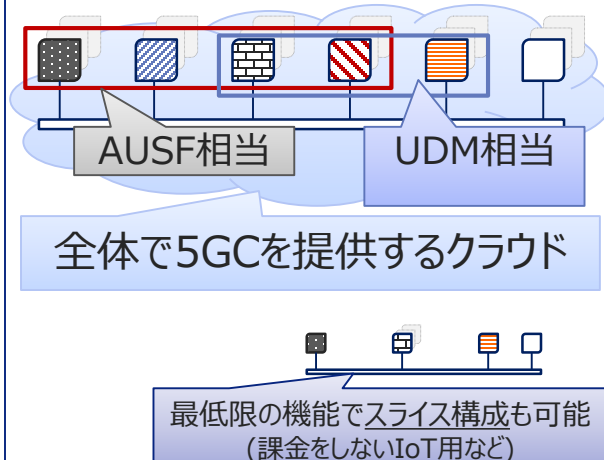 AUSF相当
UDM相当
全体で5GCを提供するクラウド
最低限の機能でスライス構成も可能
(課金をしないIoT用など)